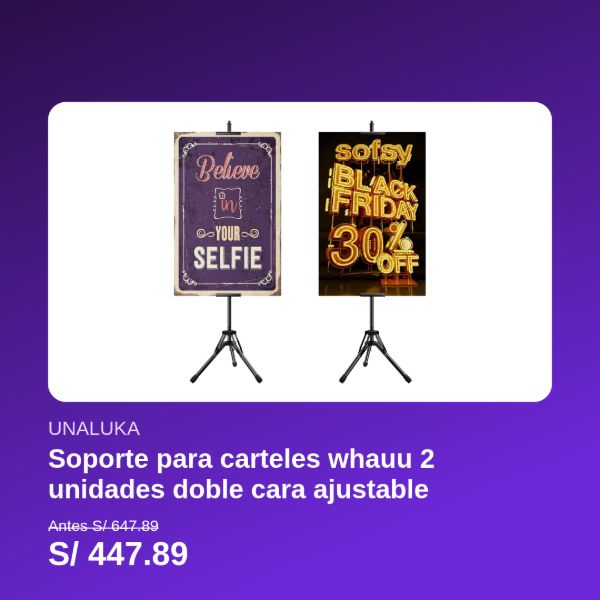 Believe
in
YOUR
SELFIE
sofsy
BLACK
FRIDAY
30%
OFF
UNALUKA
Soporte para carteles whauu 2
unidades doble cara ajustable
Antes S/ 647.89
S/ 447.89